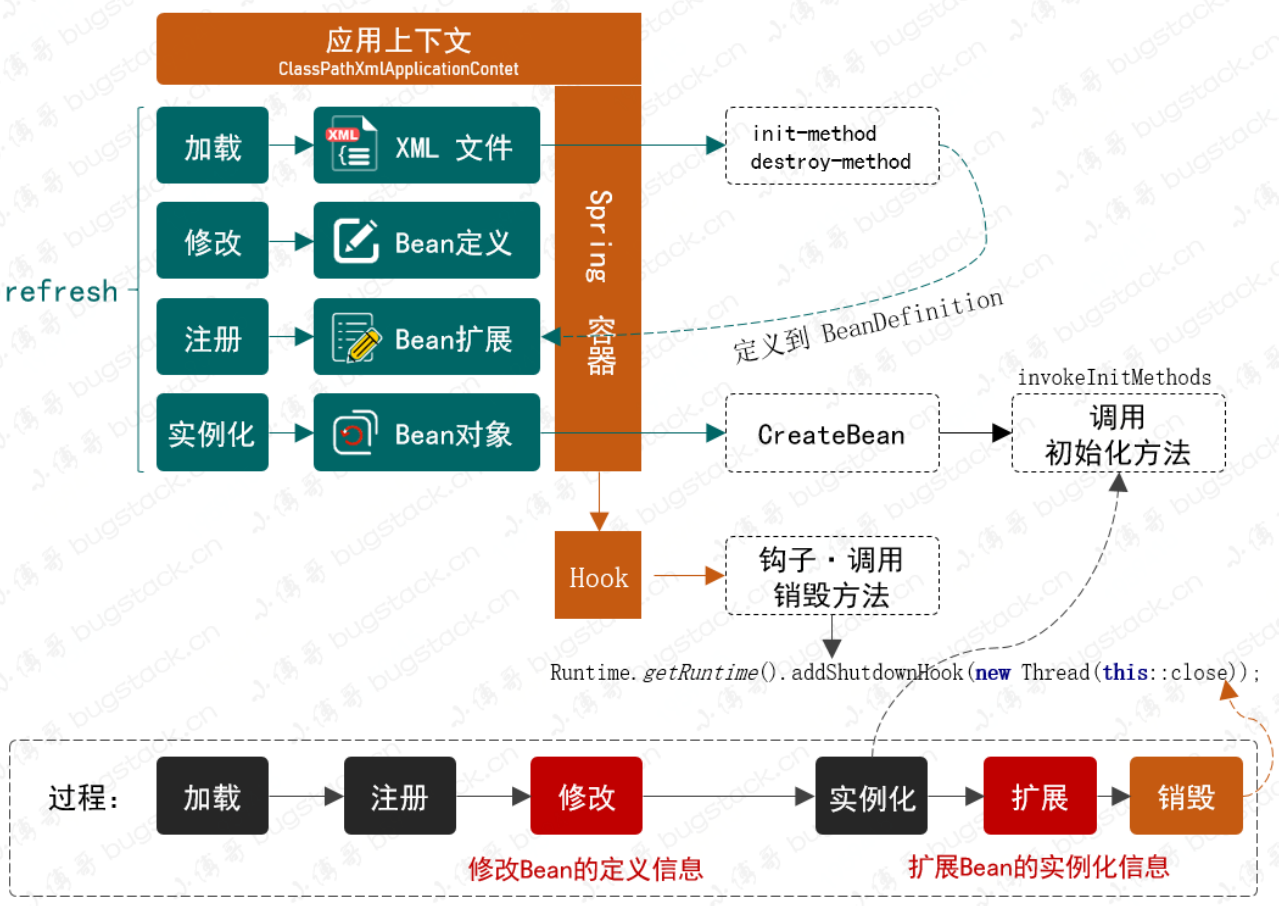 应用上下文
ClassPathXmlApplicationContet
加载
XML
XML 文件
init-method
destroy-method
修改
Bean定义
Spring 容器
refresh
注册
Bean扩展
定义到 BeanDefinition
invokeInitMethods
实例化
Bean对象
CreateBean
调用
初始化方法
Hook
钩子·调用
销毁方法
Runtime.getRuntime().addShutdownHook(new Thread(this::close));
过程:
加载
注册
修改
实例化
扩展
销毁
修改Bean的定义信息
扩展Bean的实例化信息
小傅哥 bugstack.cn